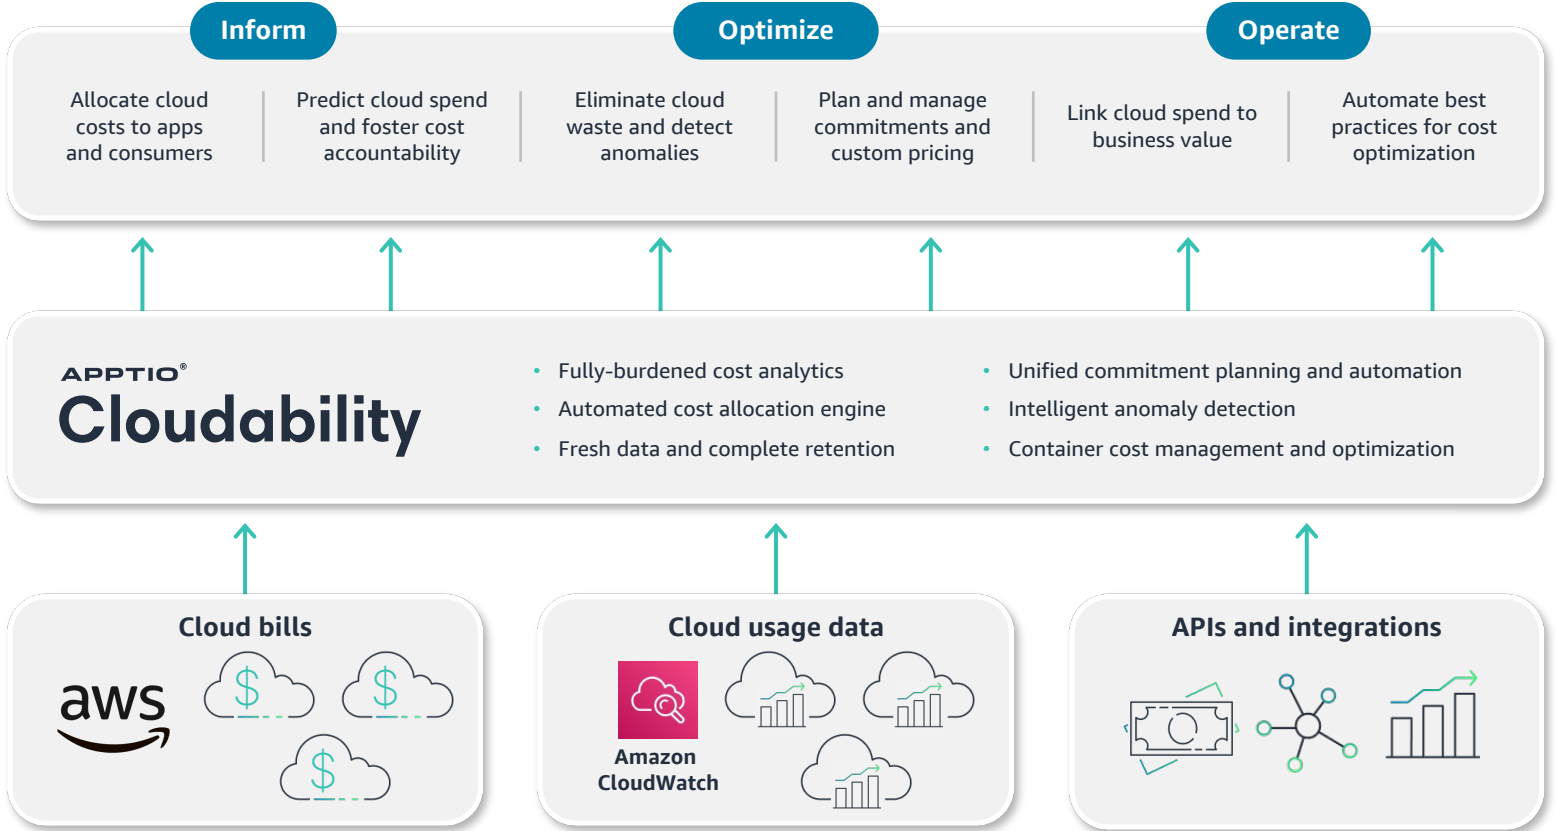 Inform
Optimize
Operate
Allocate cloud
costs to apps
and consumers
Predict cloud spend
and foster cost
accountability
Eliminate cloud
waste and detect
anomalies
Plan and manage
commitments and
custom pricing
Link cloud spend to
business value
Automate best
practices for cost
optimization
APPTIO®
Cloudability
• Fully-burdened cost analytics
• Automated cost allocation engine
• Fresh data and complete retention
• Unified commitment planning and automation
• Intelligent anomaly detection
• Container cost management and optimization
Cloud bills
aws
$
$
$
Cloud usage data
Amazon
CloudWatch
APIs and integrations